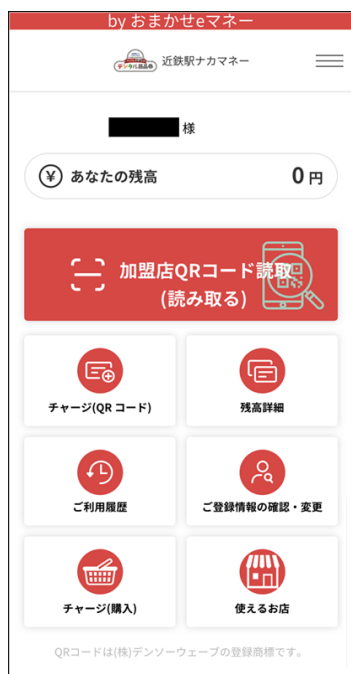 by おまかせeマネー
デジタル商品券
近鉄駅ナカマネー
様
¥ あなたの残高
0 円
加盟店QRコード読取
(読み取る)
チャージ(QRコード)
残高詳細
ご利用履歴
ご登録情報の確認・変更
チャージ(購入)
使えるお店
QRコードは(株)デンソーウェーブの登録商標です。